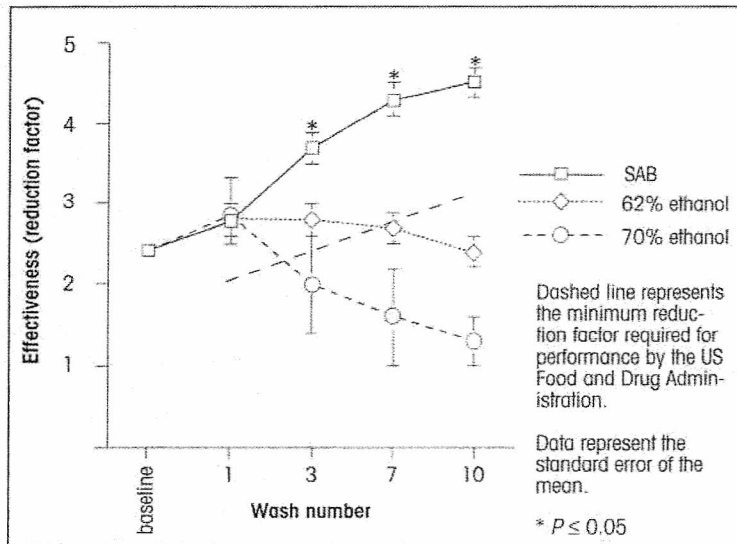 Effectiveness (reduction factor)
5
4
3
2
1
*
*
*
baseline
1
3
7
10
Wash number
SAB
62% ethanol
70% ethanol
Dashed line represents
the minimum reduc-
tion factor required for
performance by the US
Food and Drug Admin-
istration.
Data represent the
standard error of the
mean.
* P ≤ 0.05